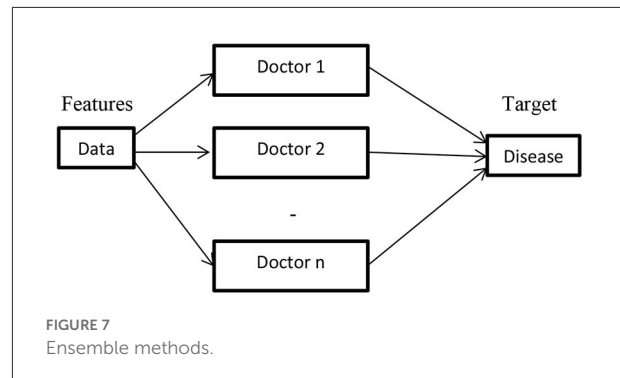 Doctor 1
Features
Target
Data
Doctor 2
Disease
-
Doctor n
FIGURE 7
Ensemble methods.